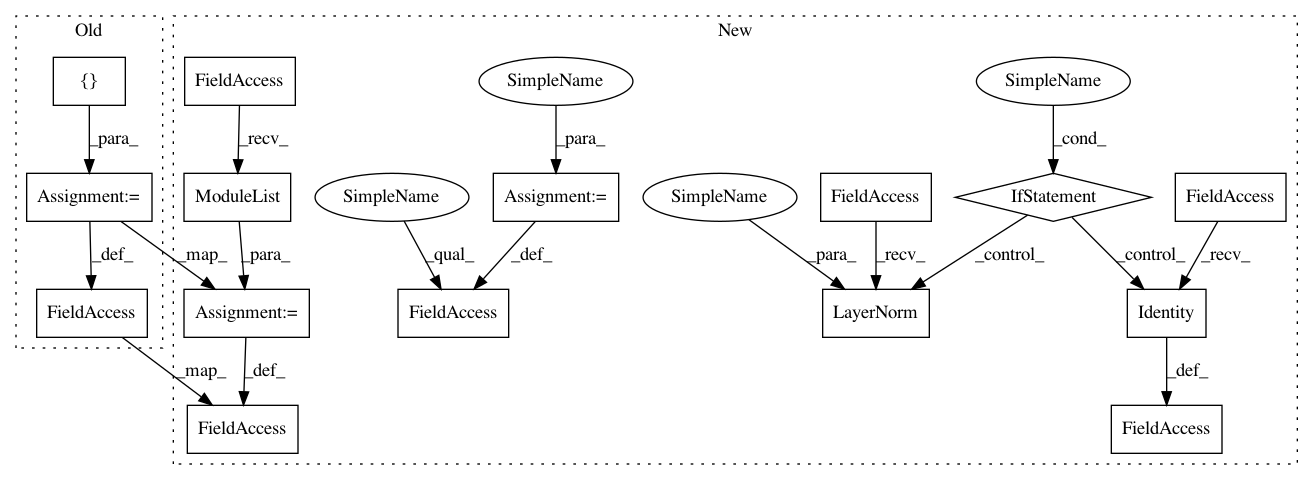 Old
New
{}
FieldAccess
SimpleName
SimpleName
_para_
_recv_
_para_
_cond_
Assignment:=
ModuleList
SimpleName
Assignment:=
SimpleName
FieldAccess
IfStatement
FieldAccess
_def_
_map_
_para_
_qual_
_def_
_para_
_recv_
_control_
_control_
_recv_
FieldAccess
Assignment:=
FieldAccess
LayerNorm
Identity
_map_
_def_
_def_
FieldAccess
FieldAccess